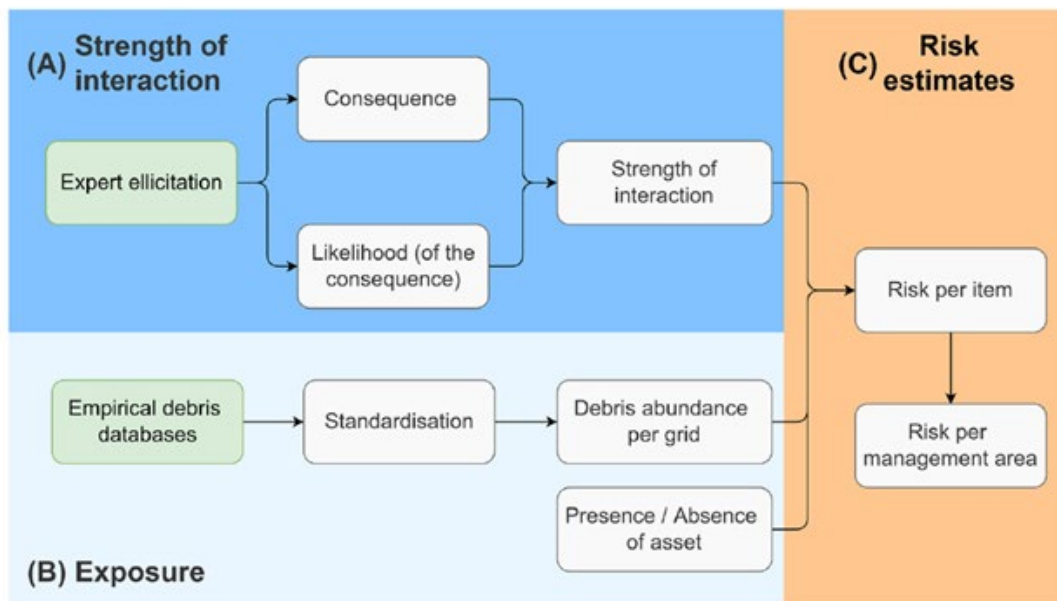 (A) Strength of
interaction
Expert ellicitation
Consequence
Likelihood (of the
consequence)
Strength of
interaction
(B) Exposure
Empirical debris
databases
Standardisation
Debris abundance
per grid
Presence / Absence
of asset
(C) Risk
estimates
Risk per item
Risk per
management area